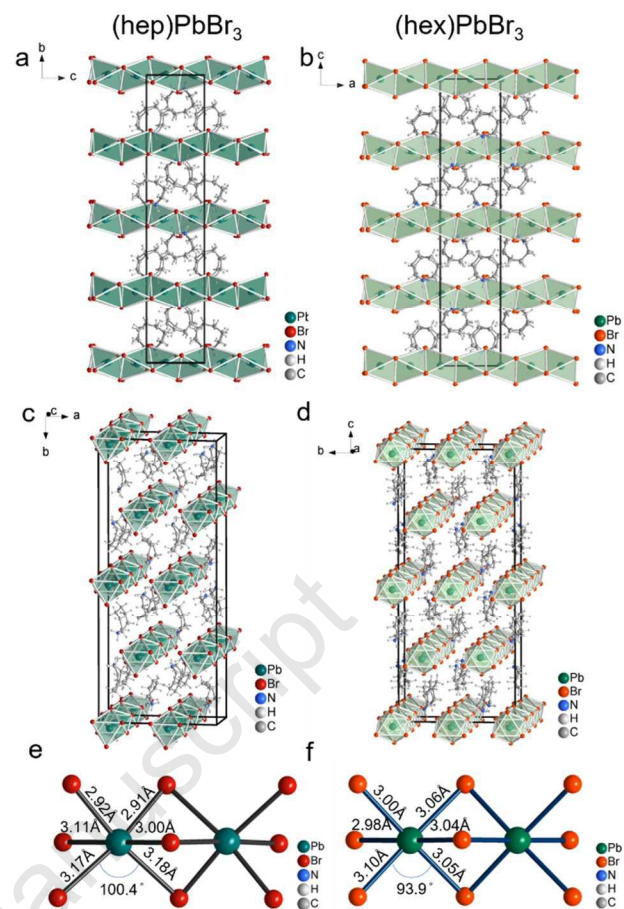 (hep)PbBr3
(hex)PbBr3
a
b
c
b
c
a
Pb
Br
N
H
C
Pb
Br
N
H
C
c
c
a
b
d
c
b
a
Pb
Br
N
H
C
Pb
Br
N
H
C
e
2.92Å
2.91Å
3.11Å
3.00Å
3.17Å
3.18Å
100.4°
Pb
Br
N
H
C
f
3.00Å
3.06Å
2.98Å
3.04Å
3.10Å
3.05Å
93.9°
Pb
Br
N
H
C